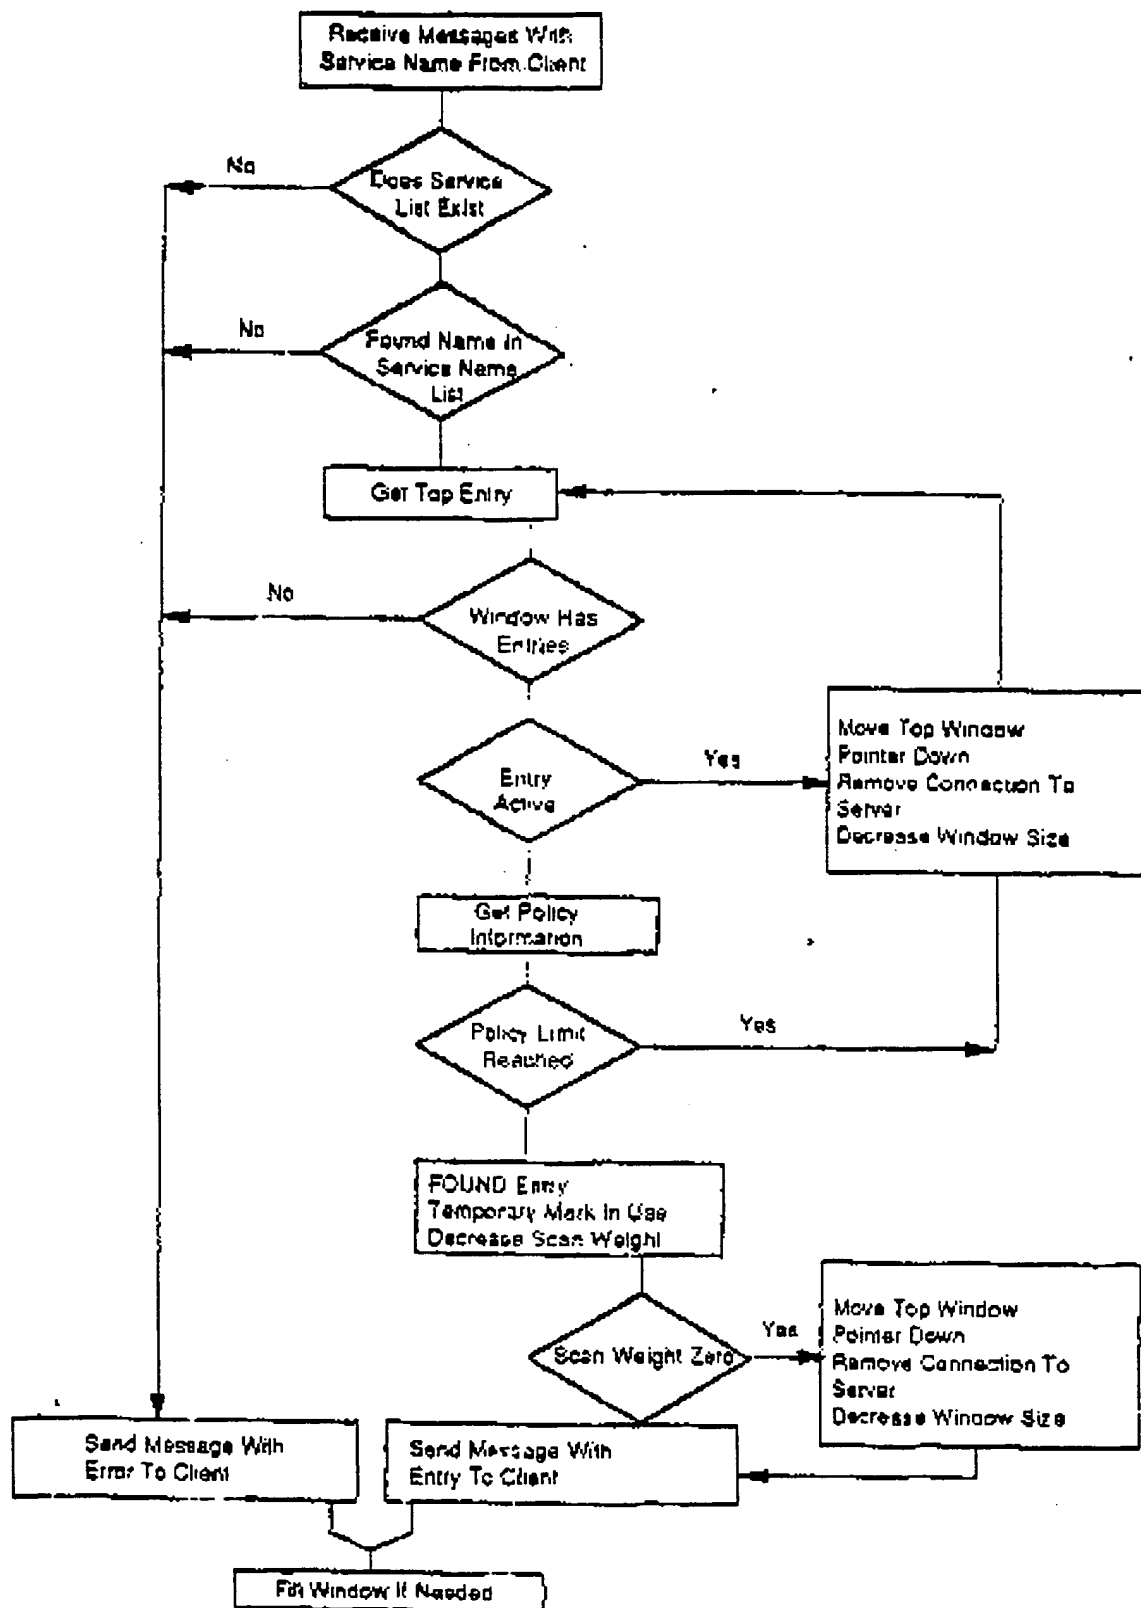 Receive Messages With
Service Name From Client
No
Does Service
List Exist
No
Found Name In
Service Name
List
Get Top Entry
No
Window Has
Entries
Entry
Active
Yes
Move Top Window
Pointer Down
Remove Connection To
Server
Decrease Window Size
Get Policy
Information
Policy Limit
Reached
Yes
FOUND Entry
Temporary Mark In Use
Decrease Scan Weight
Scan Weight Zero
Yes
Move Top Window
Pointer Down
Remove Connection To
Server
Decrease Window Size
Send Message With
Error To Client
Send Message With
Entry To Client
Fill Window If Needed